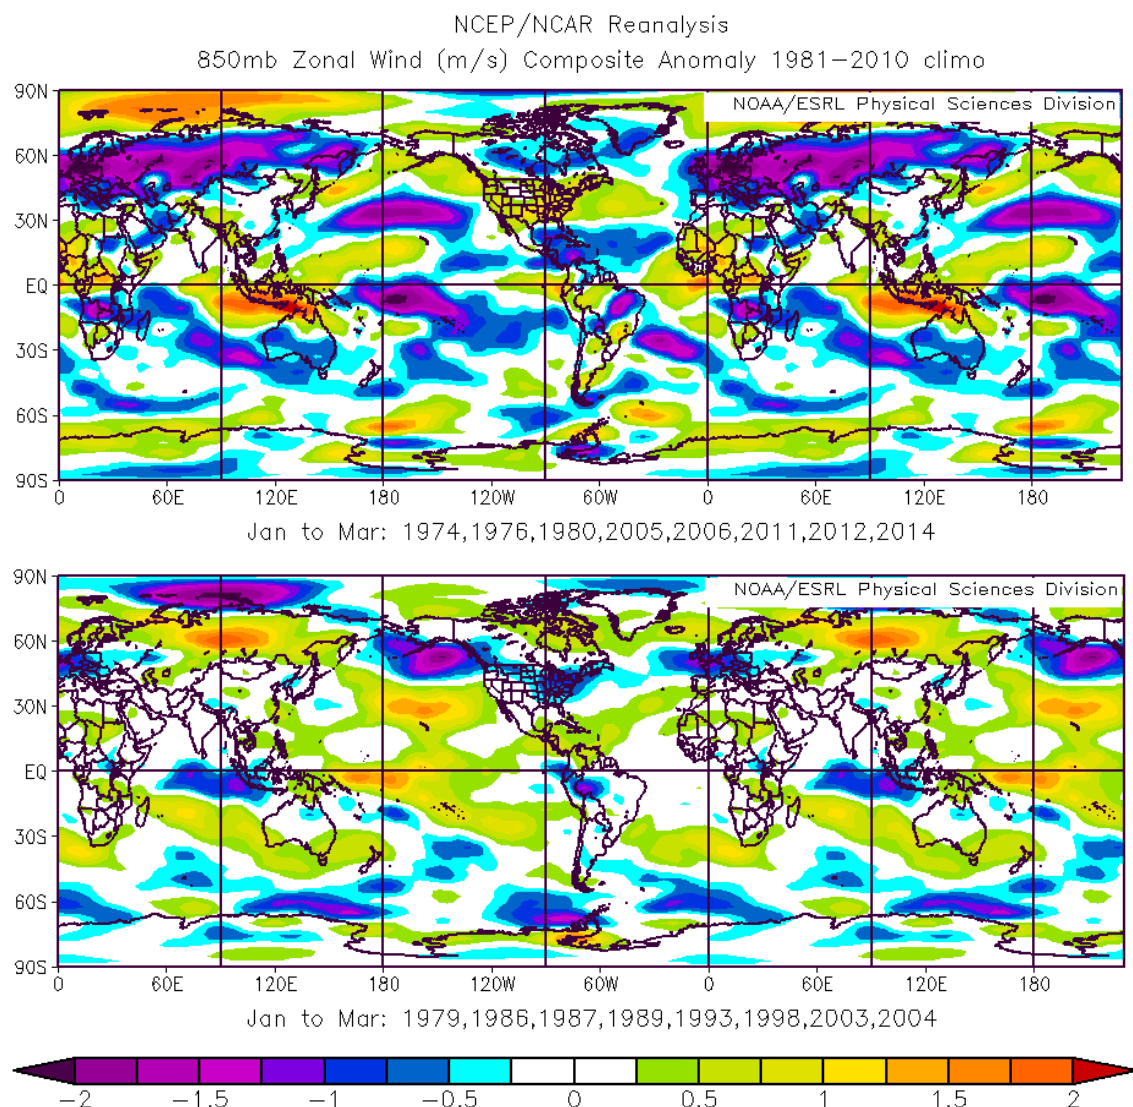 NCEP/NCAR Reanalysis
850mb Zonal Wind (m/s) Composite Anomaly 1981−2010 climo
NOAA/ESRL Physical Sciences Division
90N
60N
30N
EQ
30S
60S
90S
0 60E 120E 180 120W 60W 0 60E 120E 180
Jan to Mar: 1974,1976,1980,2005,2006,2011,2012,2014
NOAA/ESRL Physical Sciences Division
90N
60N
30N
EQ
30S
60S
90S
0 60E 120E 180 120W 60W 0 60E 120E 180
Jan to Mar: 1979,1986,1987,1989,1993,1998,2003,2004
−2 −1.5 −1 −0.5 0 0.5 1 1.5 2